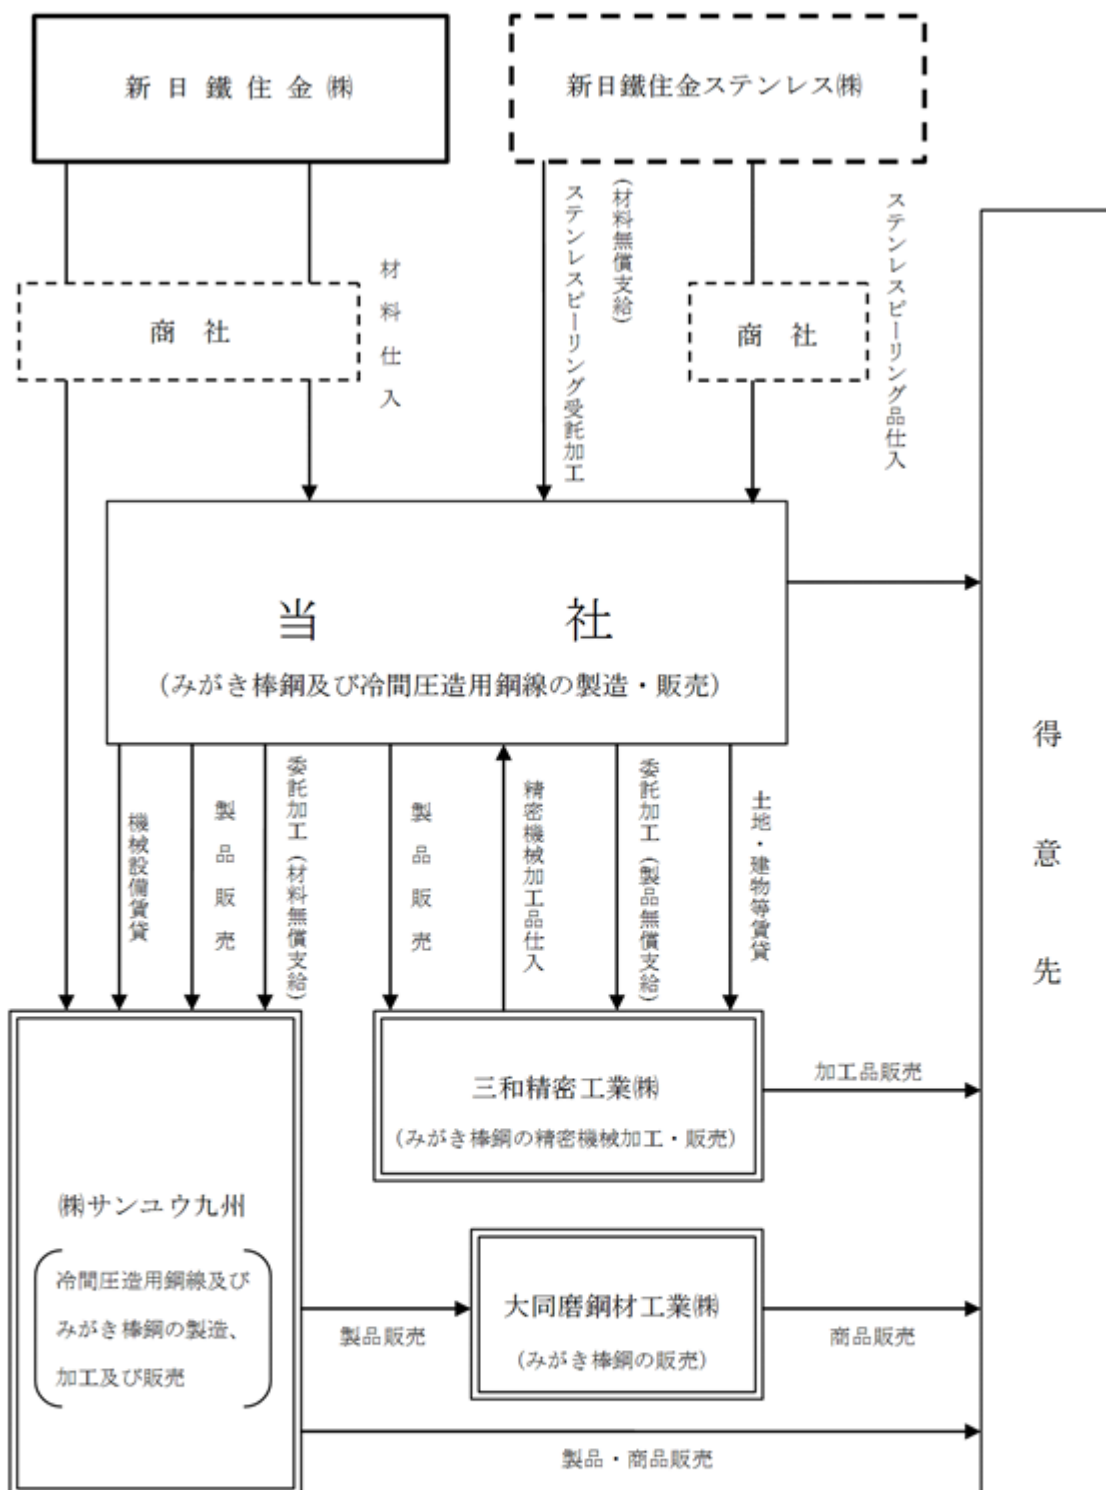 新日鐵住金㈱
新日鐵住金ステンレス㈱
商社
材料仕入
ステンレスピーリング受託加工
(材料無償支給)
商社
ステンレスピーリング品仕入
当社
(みがき棒鋼及び冷間圧造用鋼線の製造・販売)
得意先
機械設備賃貸
製品販売
委託加工(材料無償支給)
製品販売
精密機械加工品仕入
委託加工(製品無償支給)
土地・建物等賃貸
三和精密工業㈱
(みがき棒鋼の精密機械加工・販売)
加工品販売
㈱サンユウ九州
冷間圧造用鋼線及び
みがき棒鋼の製造、
加工及び販売
製品販売
大同磨鋼材工業㈱
(みがき棒鋼の販売)
商品販売
製品・商品販売